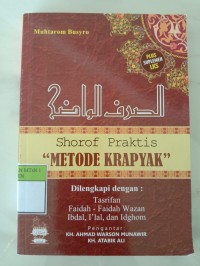 Muhtarom Busyro
PLUS
SUPLEMEN
LKS
الصرف الواضح
Shorof Praktis
"METODE KRAPYAK"
Dilengkapi dengan :
Tasrifan
Faidah - Faidah Wazan
Ibdal, I'lal, dan Idghom
Pengantar:
KH. AHMAD WARSON MUNAWIR
KH. ATABIK ALI